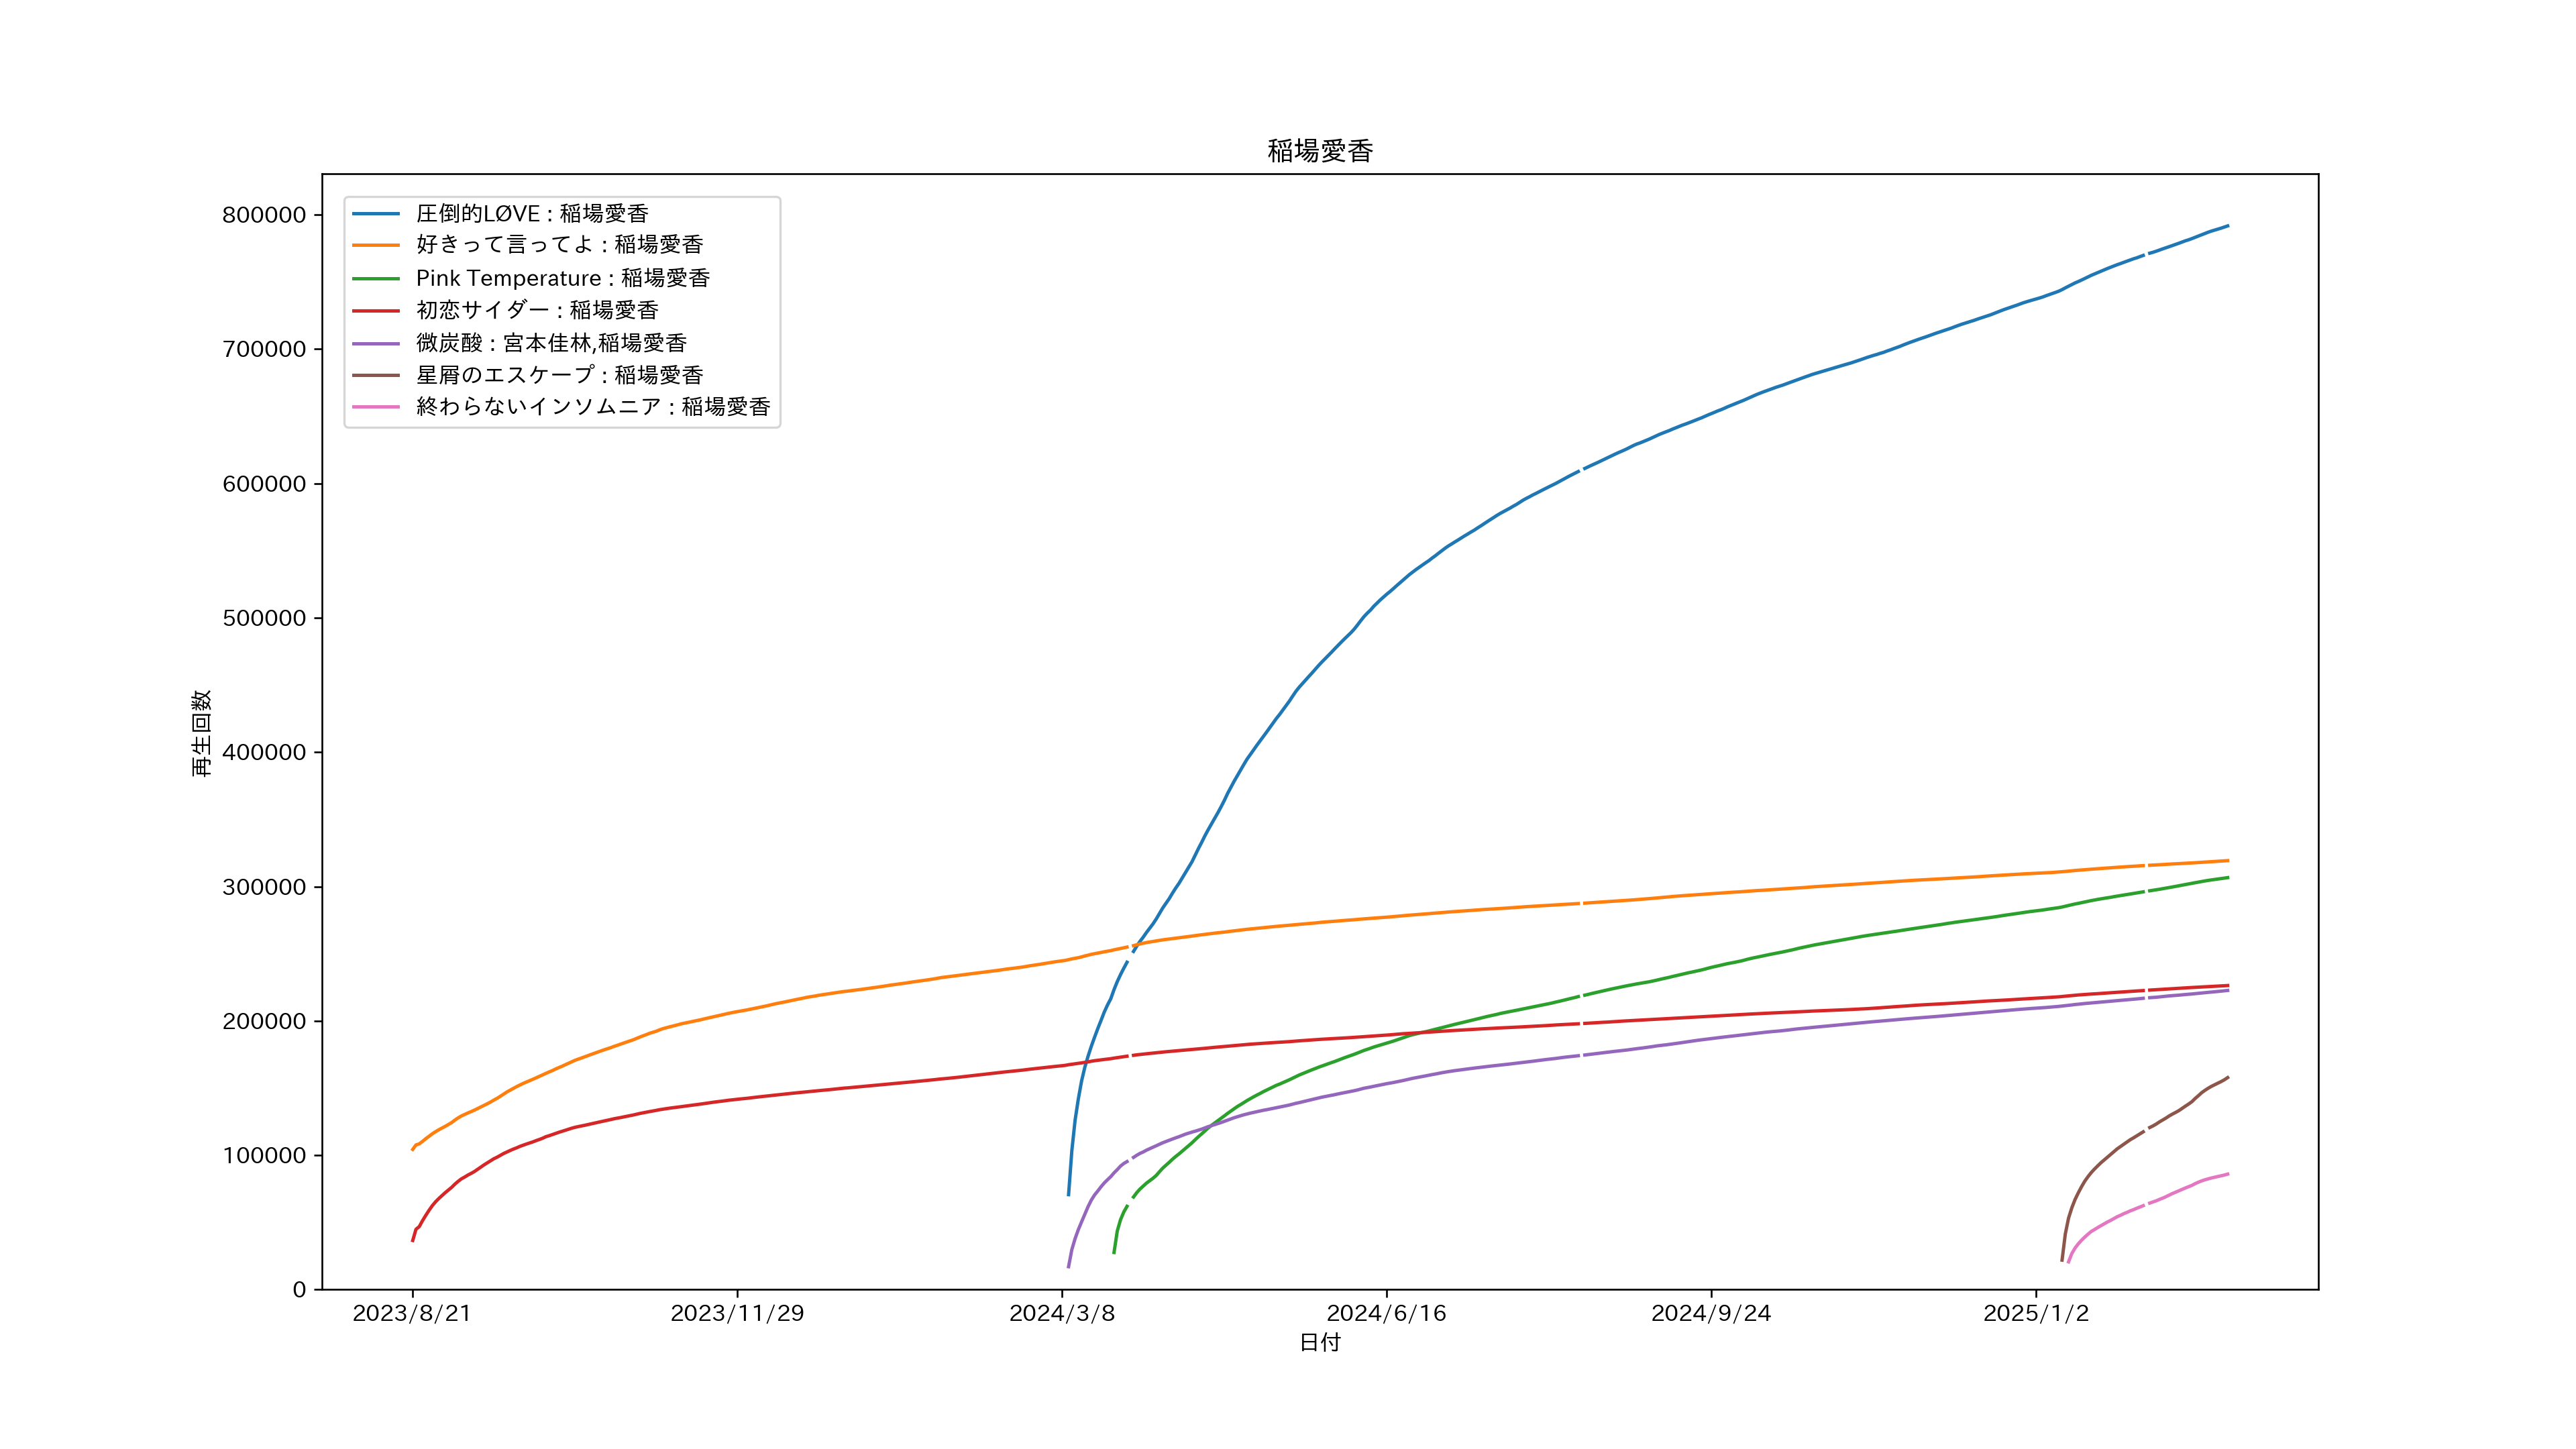 稲場愛香
圧倒的LØVE : 稲場愛香
好きって言ってよ : 稲場愛香
Pink Temperature : 稲場愛香
初恋サイダー : 稲場愛香
微炭酸 : 宮本佳林,稲場愛香
星屑のエスケープ : 稲場愛香
終わらないインソムニア : 稲場愛香
再生回数
800000
700000
600000
500000
400000
300000
200000
100000
0
2023/8/21
2023/11/29
2024/3/8
2024/6/16
2024/9/24
2025/1/2
日付